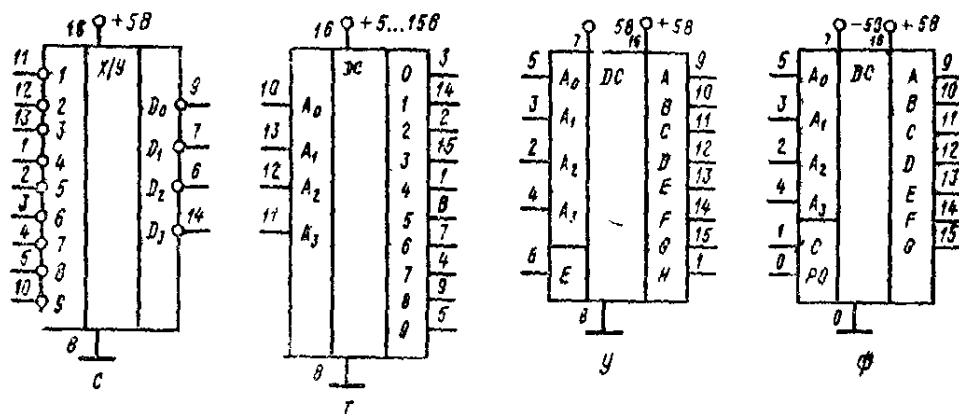 16 +5В
X/Y
11 1
12 2
13 3
1 4
2 5
3 6
4 7
5 8
10 9
D0 9
D1 7
D2 6
D3 14
8
С
16 +5...15В
DC
10 A0
13 A1
12 A2
11 A3
0 3
1 14
2 2
3 15
4 1
5 6
6 7
7 4
8 9
9 5
8
Т
7 5В 16 +5В
DC
5 A0
3 A1
2 A2
4 A3
6 E
A 9
B 10
C 11
D 12
E 13
F 14
G 15
H 1
8
У
7 -5В 16 +5В
DC
5 A0
3 A1
2 A2
4 A3
1 C
0 PO
A 9
B 10
C 11
D 12
E 13
F 14
G 15
0
Ф